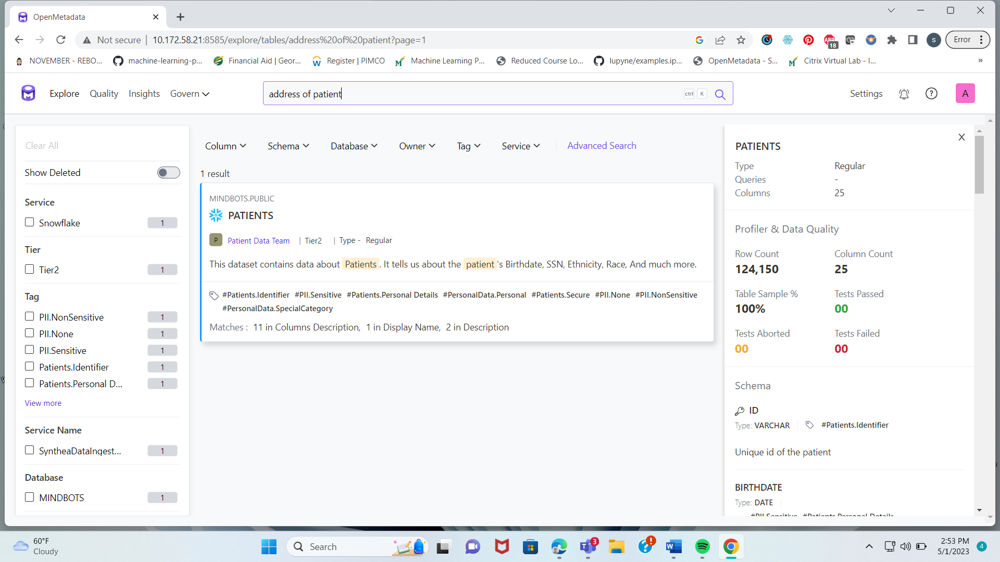 OpenMetadata
Not secure | 10.172.58.21:8585/explore/tables/address%20of%20patient?page=1
ABP
18
S
Error
NOVEMBER - REBO...
machine-learning-p...
Financial Aid | Geor...
Register | PIMCO
Machine Learning P...
Reduced Course Lo...
lupyne/examples.ip...
OpenMetadata - S...
Citrix Virtual Lab - I...
»
Explore Quality Insights Govern
address of patient
ctrl K
Settings
A
Clear All
Show Deleted
Service
Snowflake 1
Tier
Tier2 1
Tag
PII.NonSensitive 1
PII.None 1
PII.Sensitive 1
Patients.Identifier 1
Patients.Personal D... 1
View more
Service Name
SyntheaDataIngest... 1
Database
MINDBOTS 1
Column Schema Database Owner Tag Service Advanced Search
1 result
MINDBOTS.PUBLIC
PATIENTS
P Patient Data Team | Tier2 | Type - Regular
This dataset contains data about Patients . It tells us about the patient 's Birthdate, SSN, Ethnicity, Race, And much more.
#Patients.Identifier #PII.Sensitive #Patients.Personal Details #PersonalData.Personal #Patients.Secure #PII.None #PII.NonSensitive
#PersonalData.SpecialCategory
Matches : 11 in Columns Description, 1 in Display Name, 2 in Description
X
PATIENTS
Type Regular
Queries -
Columns 25
Profiler & Data Quality
Row Count Column Count
124,150 25
Table Sample % Tests Passed
100% 00
Tests Aborted Tests Failed
00 00
Schema
ID
Type: VARCHAR #Patients.Identifier
Unique id of the patient
BIRTHDATE
Type: DATE
#PII.Sensitive #Patients.Personal Details
60°F
Cloudy
Search
3
2:53 PM
5/1/2023
4